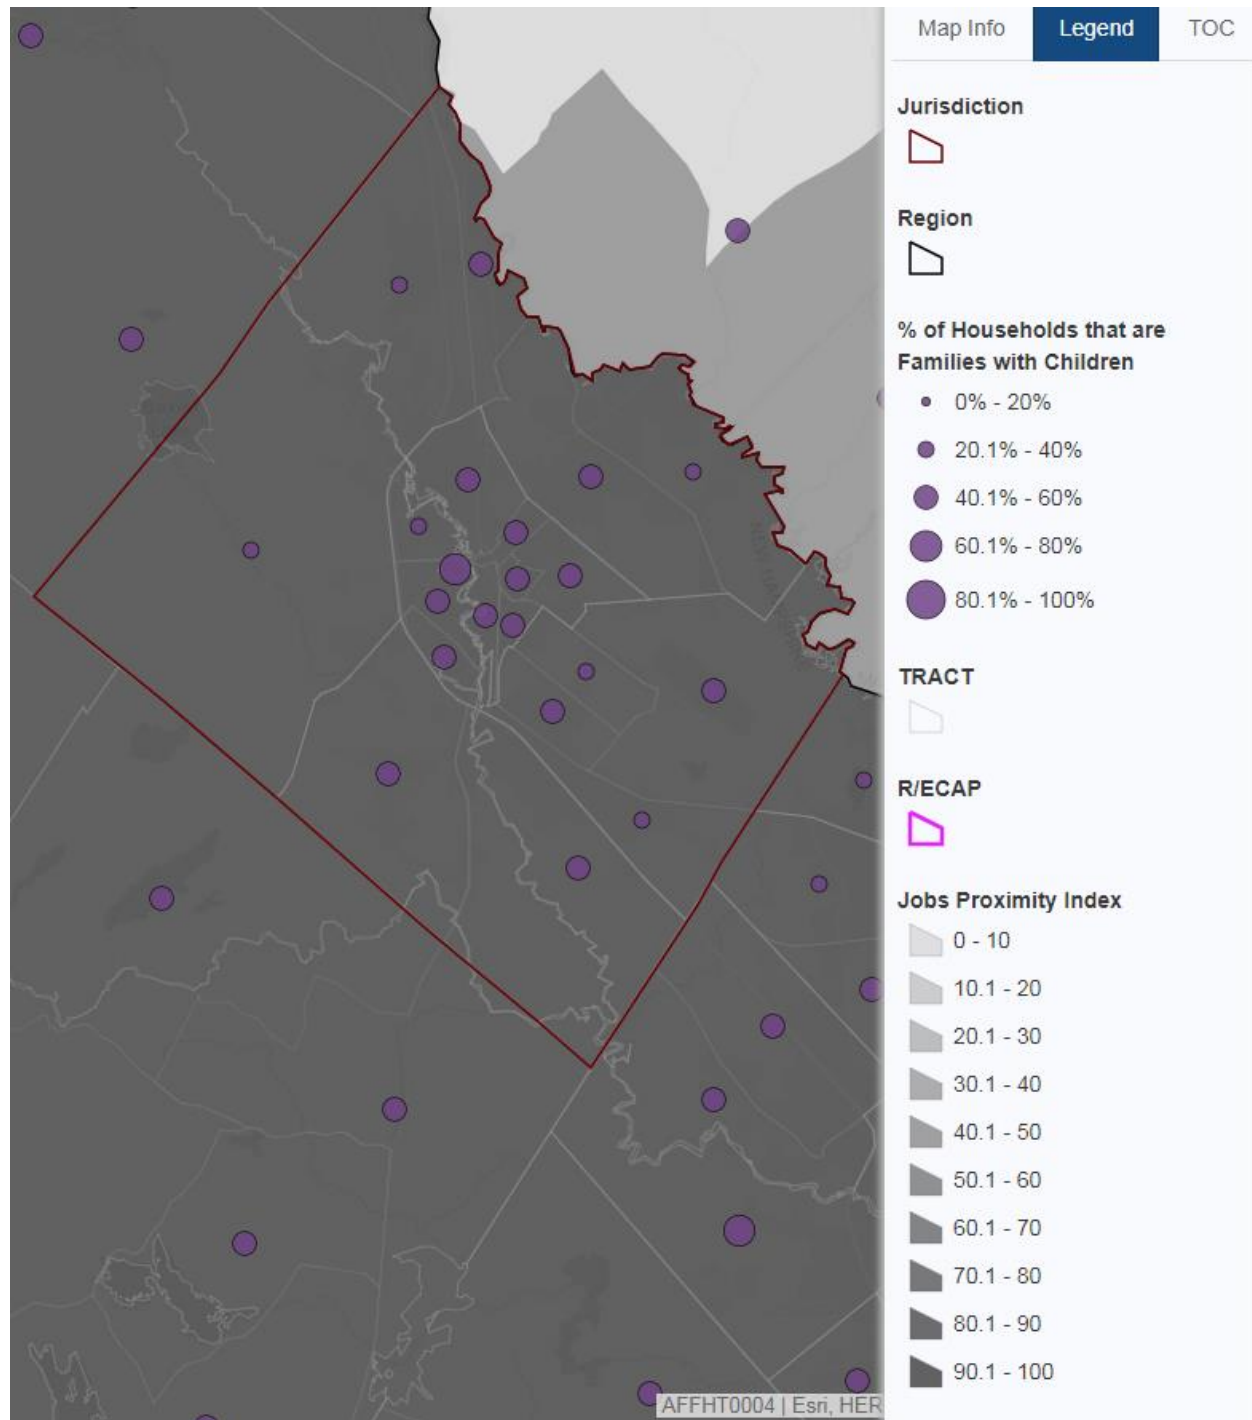 Map Info
Legend
TOC
Jurisdiction
Region
% of Households that are
Families with Children
0% - 20%
20.1% - 40%
40.1% - 60%
60.1% - 80%
80.1% - 100%
TRACT
R/ECAP
Jobs Proximity Index
0 - 10
10.1 - 20
20.1 - 30
30.1 - 40
40.1 - 50
50.1 - 60
60.1 - 70
70.1 - 80
80.1 - 90
90.1 - 100
AFFHT0004 | Esri, HER